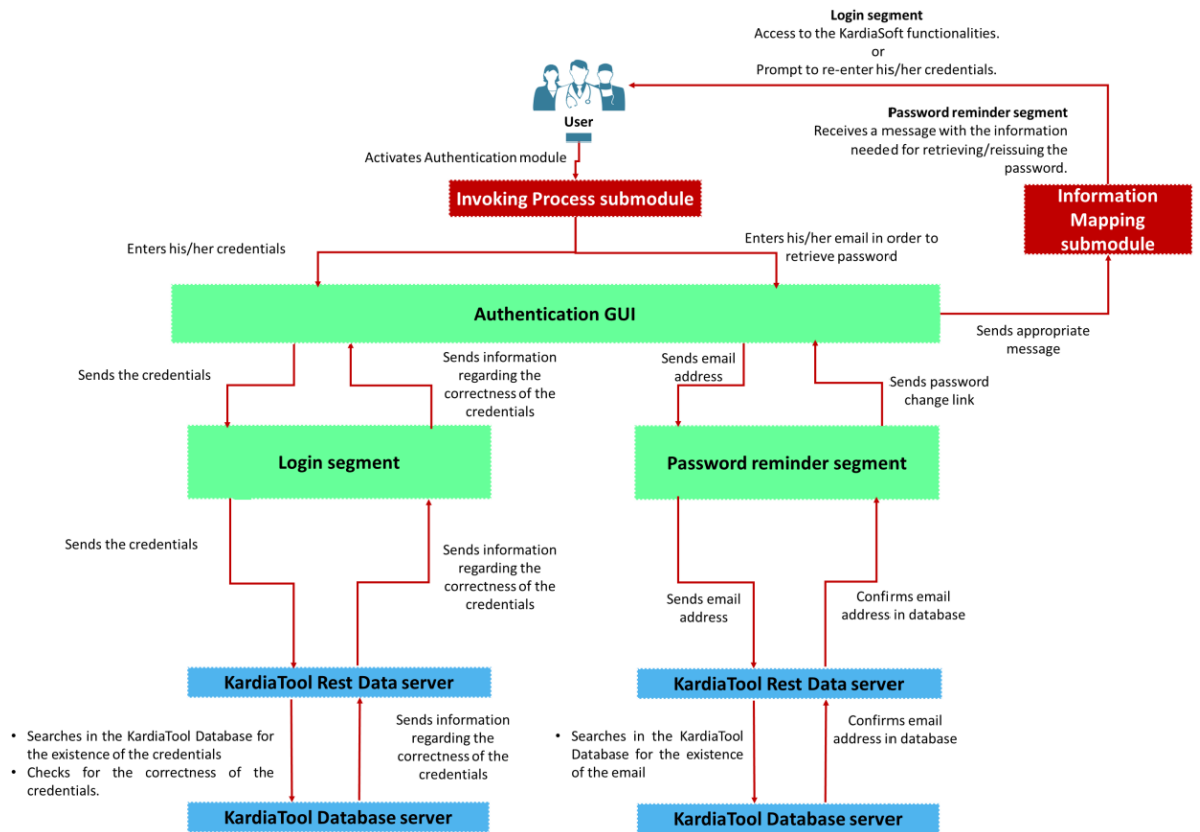 Login segment
Access to the KardiaSoft functionalities.
or
Prompt to re-enter his/her credentials.
User
Password reminder segment
Receives a message with the information
needed for retrieving/reissuing the
password.
Activates Authentication module
Invoking Process submodule
Information
Mapping
submodule
Enters his/her credentials
Enters his/her email in order to
retrieve password
Authentication GUI
Sends appropriate
message
Sends the credentials
Sends information
regarding the
correctness of the
credentials
Sends email
address
Sends password
change link
Login segment
Password reminder segment
Sends the credentials
Sends information
regarding the
correctness of the
credentials
Sends email
address
Confirms email
address in database
KardiaTool Rest Data server
KardiaTool Rest Data server
• Searches in the KardiaTool Database for
the existence of the credentials
• Checks for the correctness of the
credentials.
Sends information
regarding the
correctness of the
credentials
• Searches in the KardiaTool
Database for the existence
of the email
Confirms email
address in database
KardiaTool Database server
KardiaTool Database server